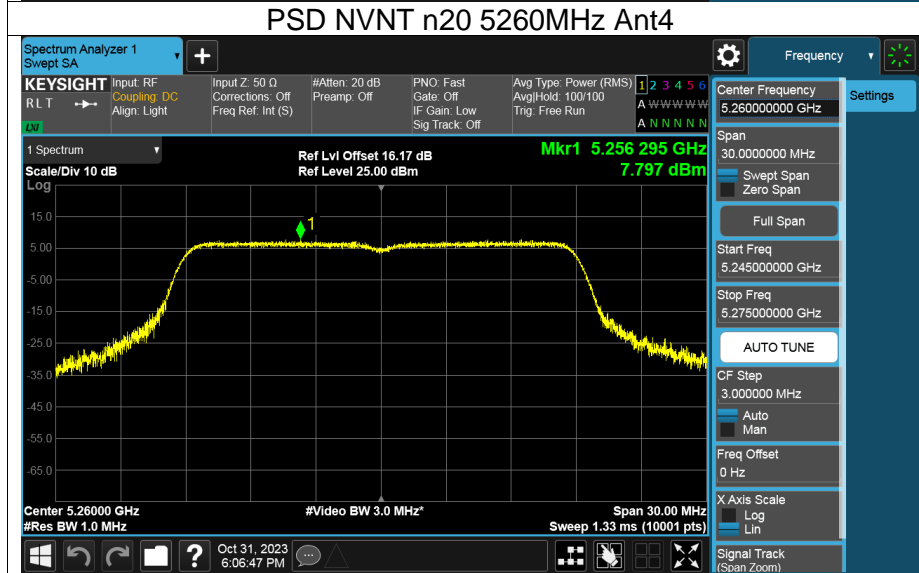 PSD NVNT n20 5260MHz Ant4
Spectrum Analyzer 1
Swept SA
+
Frequency
KEYSIGHT
RLT
LXI
Input: RF
Coupling: DC
Align: Light
Input Z: 50 Ω
Corrections: Off
Freq Ref: Int (S)
#Atten: 20 dB
Preamp: Off
PNO: Fast
Gate: Off
IF Gain: Low
Sig Track: Off
Avg Type: Power (RMS)
Avg|Hold: 100/100
Trig: Free Run
1 2 3 4 5 6
A W W W W W
A N N N N N
1 Spectrum
Scale/Div 10 dB
Log
Ref Lvl Offset 16.17 dB
Ref Level 25.00 dBm
Mkr1 5.256 295 GHz
7.797 dBm
15.0
5.00
-5.00
-15.0
-25.0
-35.0
-45.0
-55.0
-65.0
1
Center 5.26000 GHz
#Res BW 1.0 MHz
#Video BW 3.0 MHz*
Span 30.00 MHz
Sweep 1.33 ms (10001 pts)
?
Oct 31, 2023
6:06:47 PM
Center Frequency
5.260000000 GHz
Settings
Span
30.0000000 MHz
Swept Span
Zero Span
Full Span
Start Freq
5.245000000 GHz
Stop Freq
5.275000000 GHz
AUTO TUNE
CF Step
3.000000 MHz
Auto
Man
Freq Offset
0 Hz
X Axis Scale
Log
Lin
Signal Track
(Span Zoom)